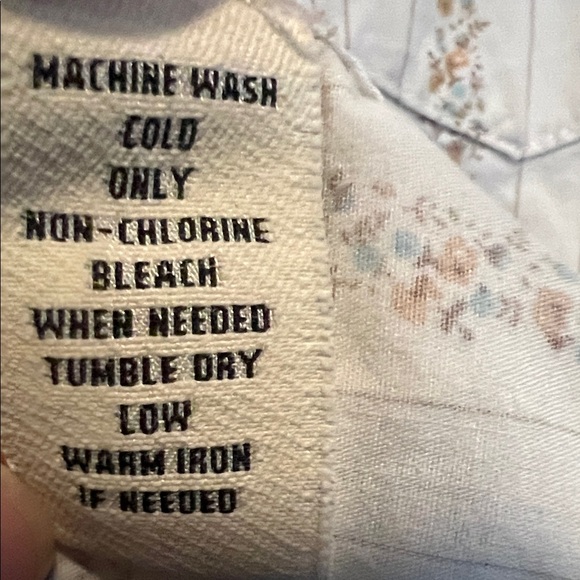 MACHINE WASH
COLD
ONLY
NON-CHLORINE
BLEACH
WHEN NEEDED
TUMBLE DRY
LOW
WARM IRON
IF NEEDED